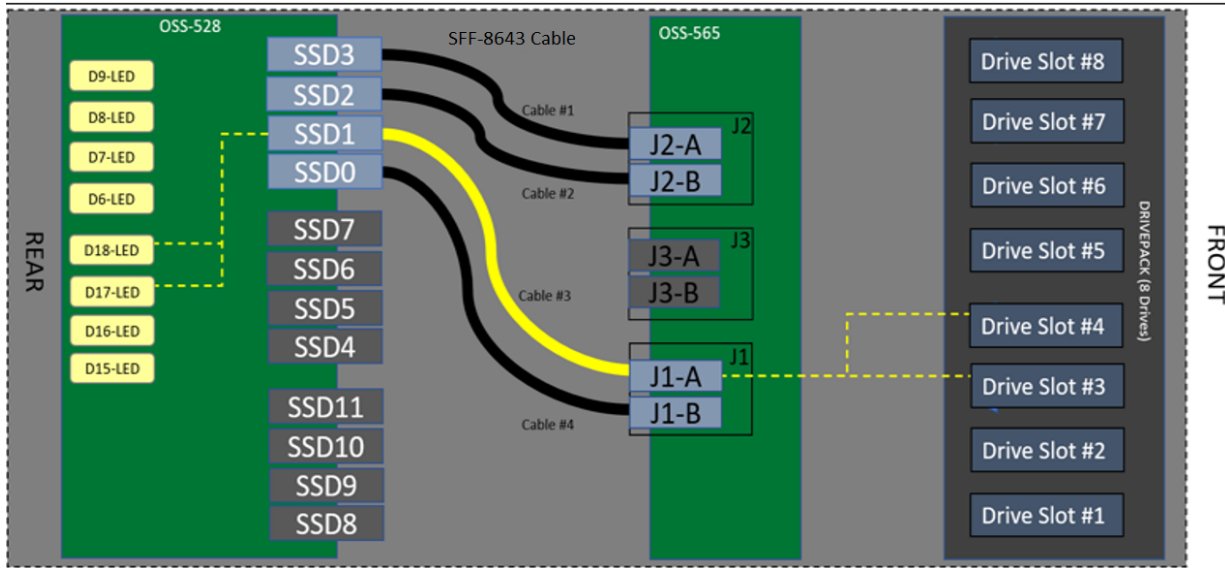 OSS-528
SFF-8643 Cable
OSS-565
REAR
D9-LED
D8-LED
D7-LED
D6-LED
D18-LED
D17-LED
D16-LED
D15-LED
SSD3
SSD2
SSD1
SSD0
SSD7
SSD6
SSD5
SSD4
SSD11
SSD10
SSD9
SSD8
Cable #1
Cable #2
Cable #3
Cable #4
J2
J2-A
J2-B
J3
J3-A
J3-B
J1
J1-A
J1-B
Drive Slot #8
Drive Slot #7
Drive Slot #6
Drive Slot #5
Drive Slot #4
Drive Slot #3
Drive Slot #2
Drive Slot #1
DRIVEPACK (8 Drives)
FRONT